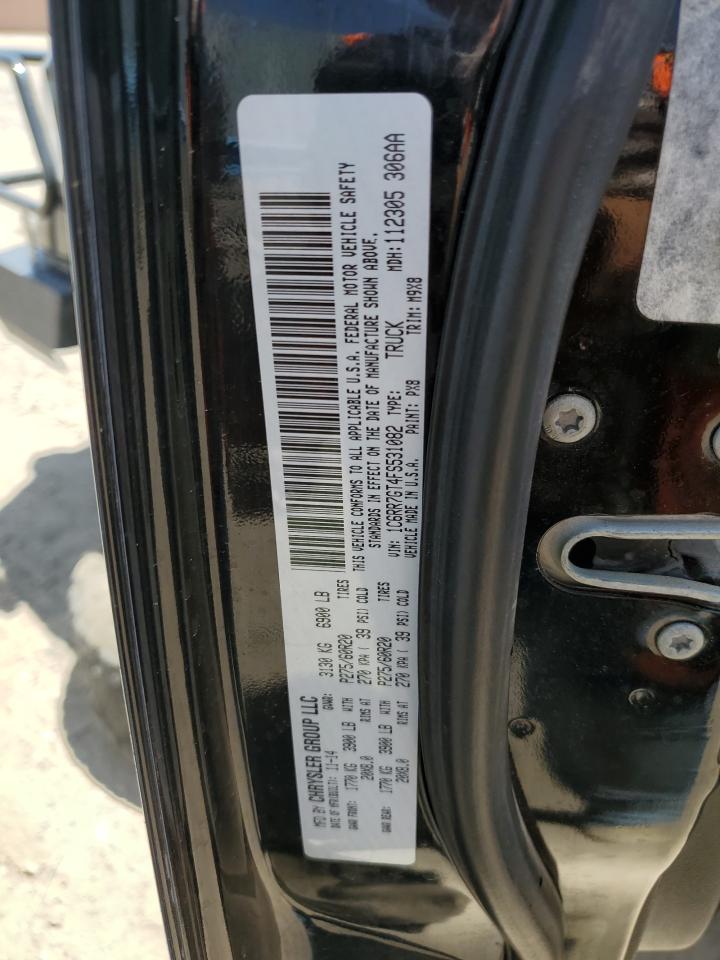 MFD BY CHRYSLER GROUP LLC
DATE OF MFR(BUILT): 11-14 GVWR: 3130 KG 6900 LB
GAWR FRONT: 1770 KG 3900 LB WITH P275/60R20 TIRES
20X8.0 RIMS AT 270 KPA ( 39 PSI) COLD
GAWR REAR: 1770 KG 3900 LB WITH P275/60R20 TIRES
20X8.0 RIMS AT 270 KPA ( 39 PSI) COLD
THIS VEHICLE CONFORMS TO ALL APPLICABLE U.S.A. FEDERAL MOTOR VEHICLE SAFETY
STANDARDS IN EFFECT ON THE DATE OF MANUFACTURE SHOWN ABOVE.
VIN: 1C6RR7GT4FS531082 TYPE: TRUCK MDH:112305 306AA
VEHICLE MADE IN U.S.A. PAINT: PX8 TRIM: M9X8